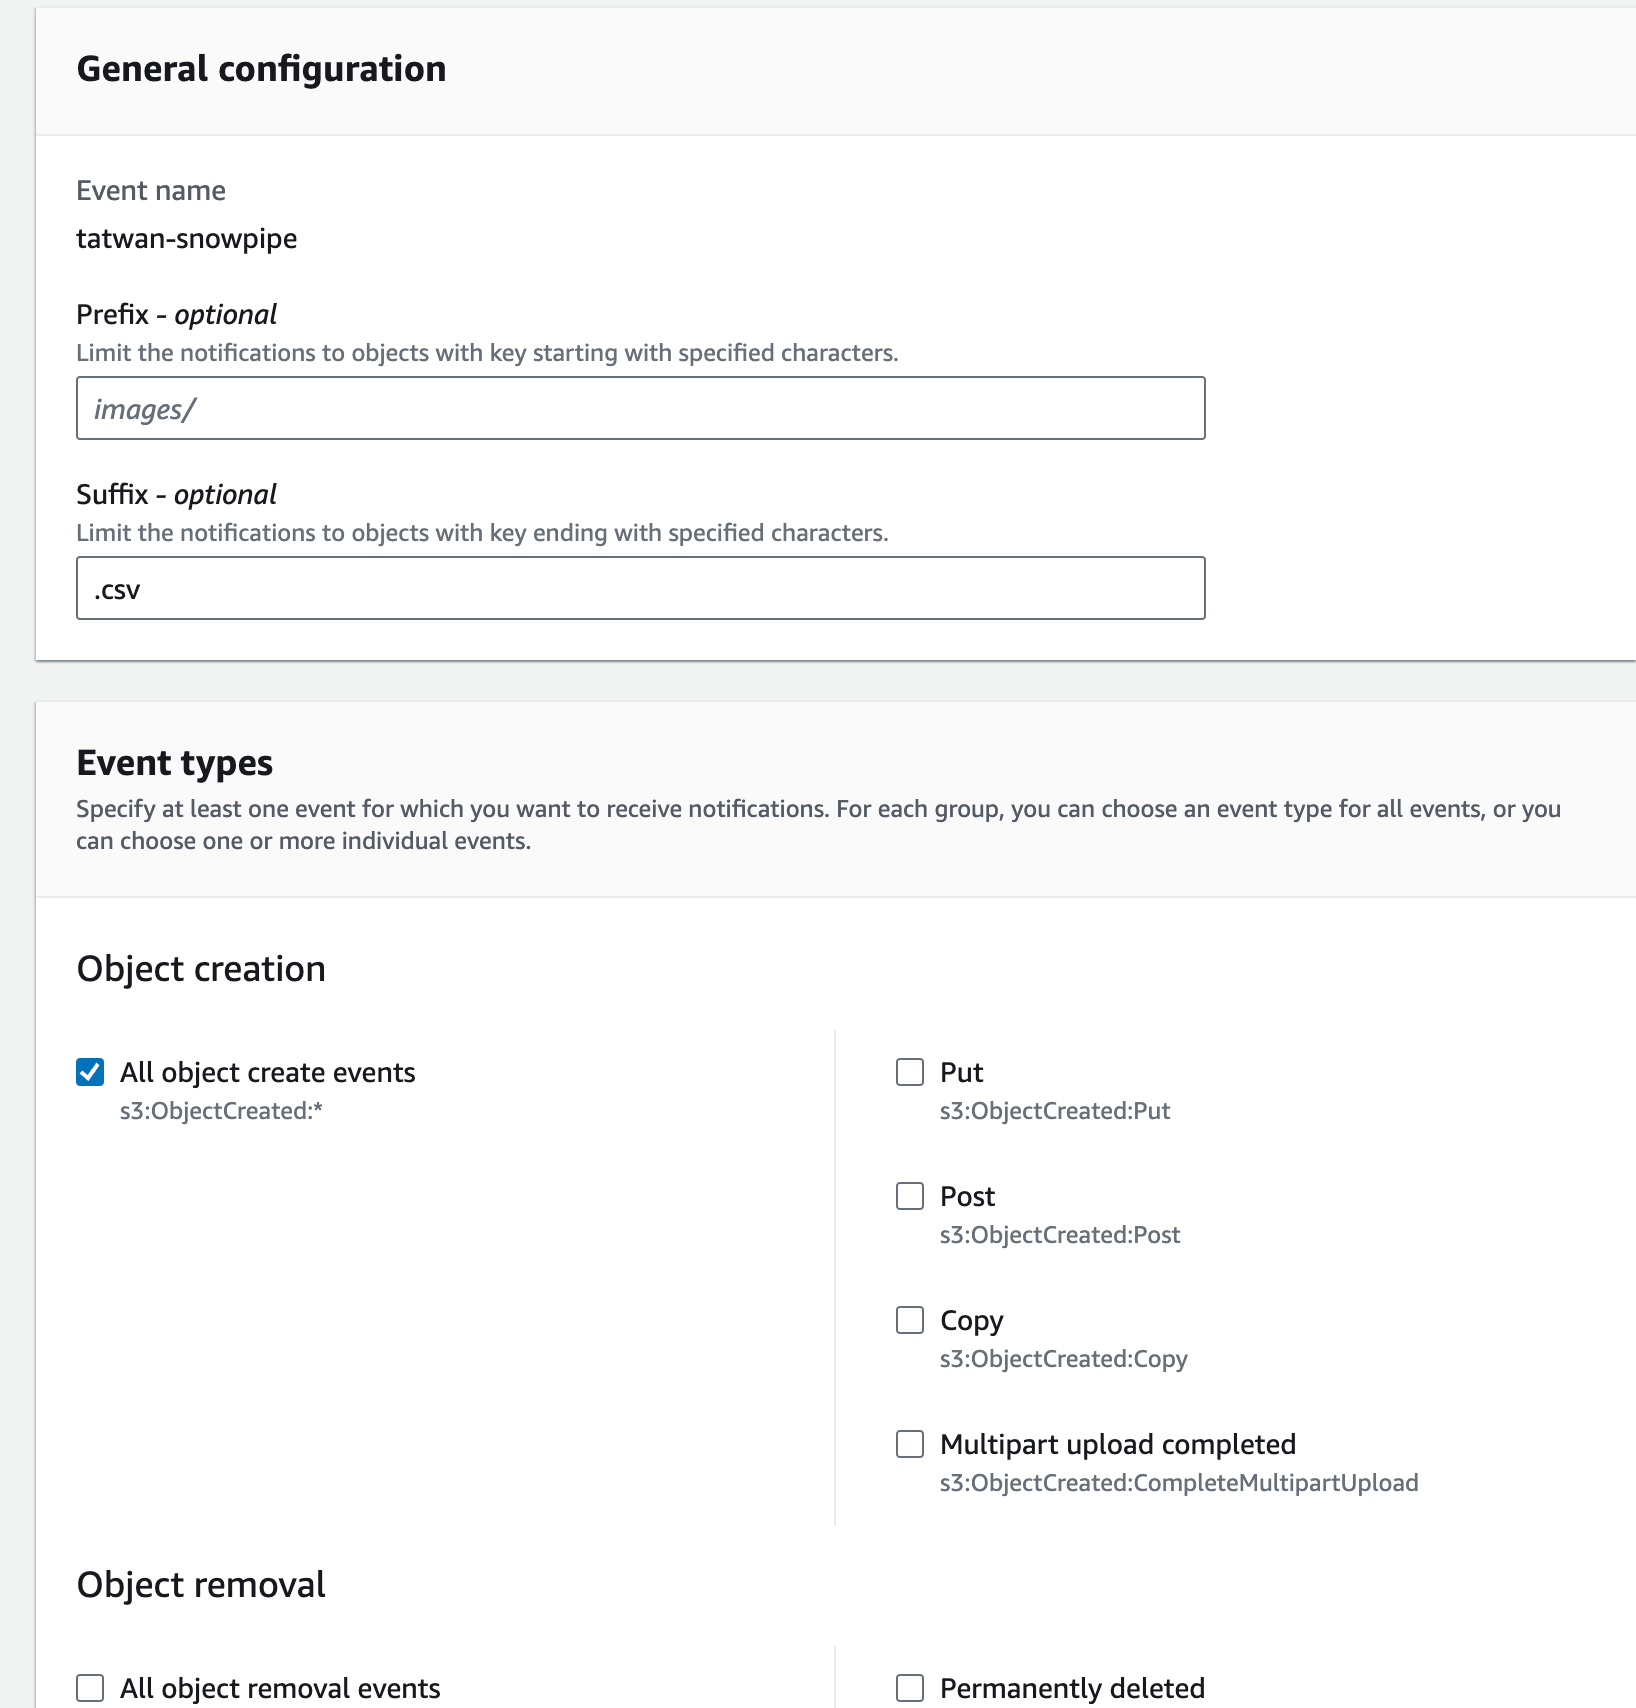 General configuration
Event name
tatwan-snowpipe
Prefix - optional
Limit the notifications to objects with key starting with specified characters.
images/
Suffix - optional
Limit the notifications to objects with key ending with specified characters.
.csv
Event types
Specify at least one event for which you want to receive notifications. For each group, you can choose an event type for all events, or you
can choose one or more individual events.
Object creation
All object create events
s3:ObjectCreated:*
Put
s3:ObjectCreated:Put
Post
s3:ObjectCreated:Post
Copy
s3:ObjectCreated:Copy
Multipart upload completed
s3:ObjectCreated:CompleteMultipartUpload
Object removal
All object removal events
Permanently deleted